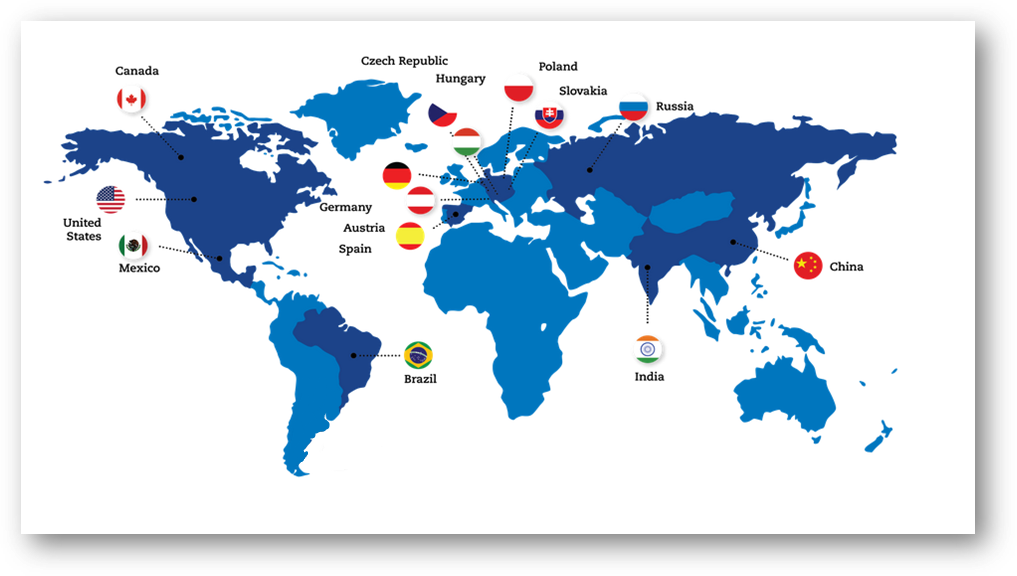 Czech Republic
Canada
Poland
Hungary
Slovakia
Russia
Germany
United
States
Austria
Spain
Mexico
China
India
Brazil